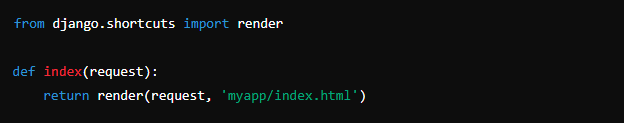 from django.shortcuts import render
def index(request):
    return render(request, 'myapp/index.html')